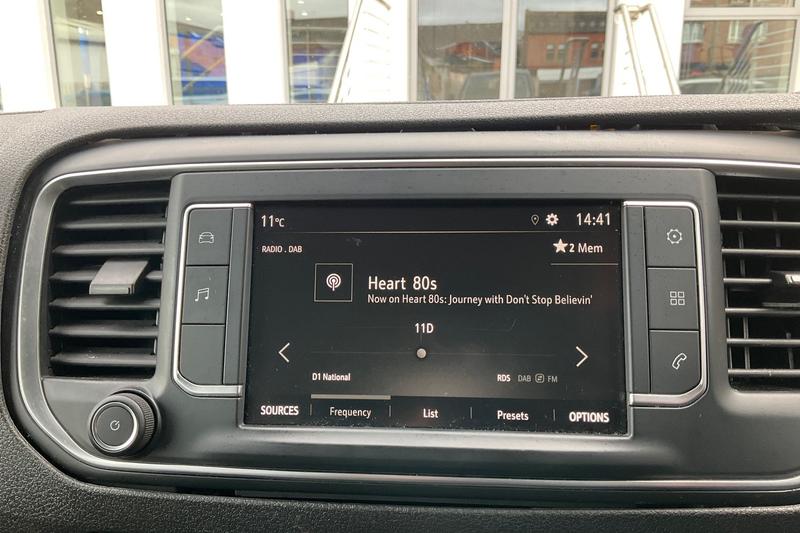 11°C
14:41
RADIO . DAB
2 Mem
Heart 80s
Now on Heart 80s: Journey with Don't Stop Believin'
11D
D1 National
RDS DAB FM
SOURCES Frequency List Presets OPTIONS